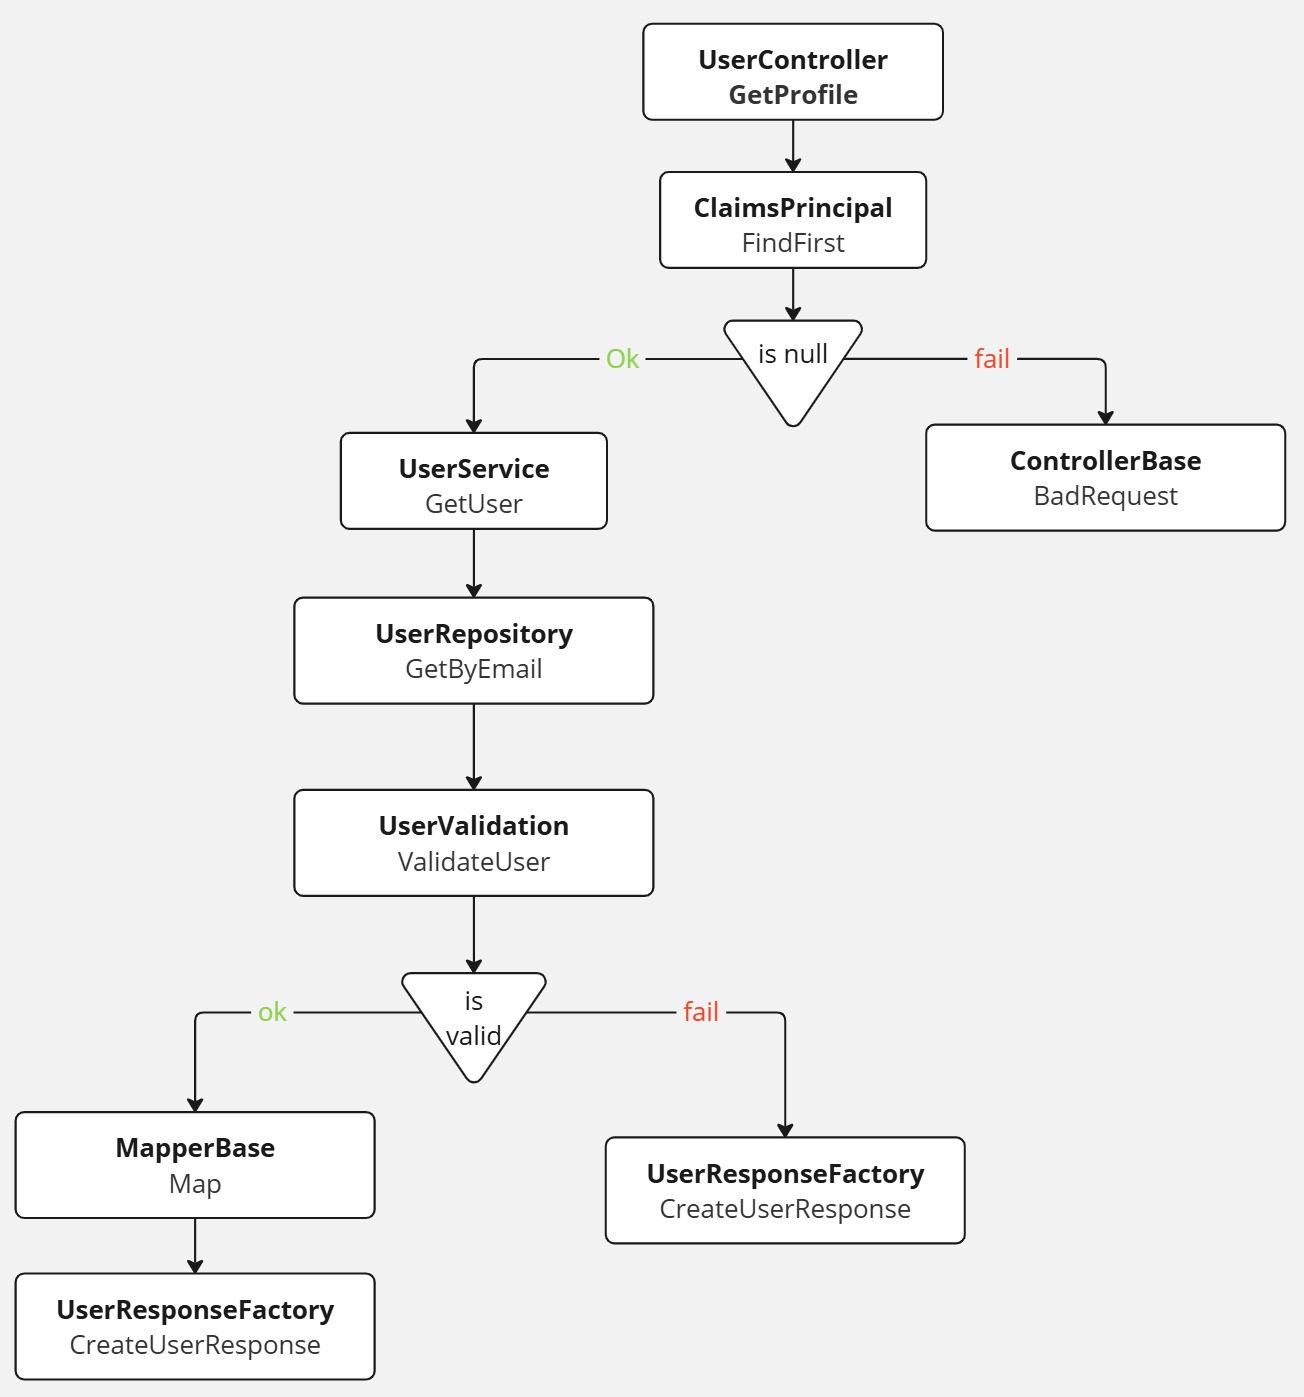 UserController
GetProfile
ClaimsPrincipal
FindFirst
is null
Ok
fail
UserService
GetUser
ControllerBase
BadRequest
UserRepository
GetByEmail
UserValidation
ValidateUser
is
valid
ok
fail
MapperBase
Map
UserResponseFactory
CreateUserResponse
UserResponseFactory
CreateUserResponse